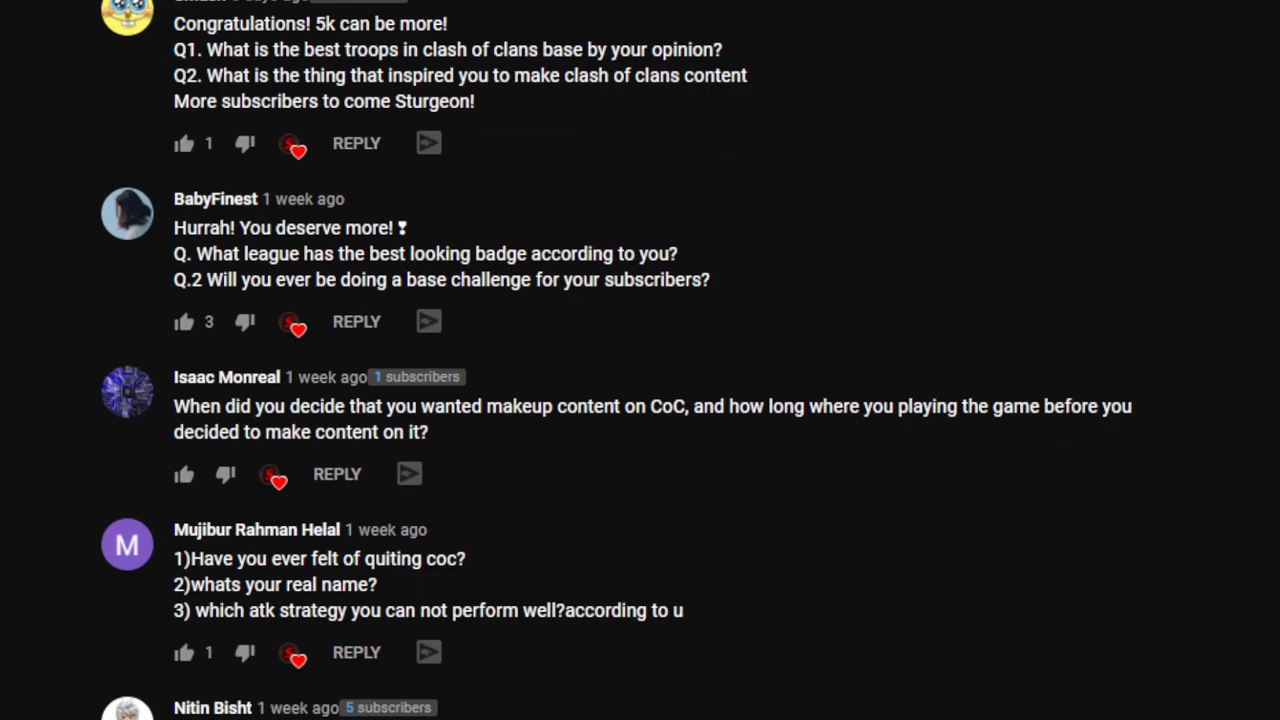 Congratulations! 5k can be more!
Q1. What is the best troops in clash of clans base by your opinion?
Q2. What is the thing that inspired you to make clash of clans content
More subscribers to come Sturgeon!
1 REPLY
BabyFinest 1 week ago
Hurrah! You deserve more! ❣
Q. What league has the best looking badge according to you?
Q.2 Will you ever be doing a base challenge for your subscribers?
3 REPLY
Isaac Monreal 1 week ago 1 subscribers
When did you decide that you wanted makeup content on CoC, and how long where you playing the game before you
decided to make content on it?
REPLY
M
Mujibur Rahman Helal 1 week ago
1)Have you ever felt of quiting coc?
2)whats your real name?
3) which atk strategy you can not perform well?according to u
1 REPLY
Nitin Bisht 1 week ago 5 subscribers